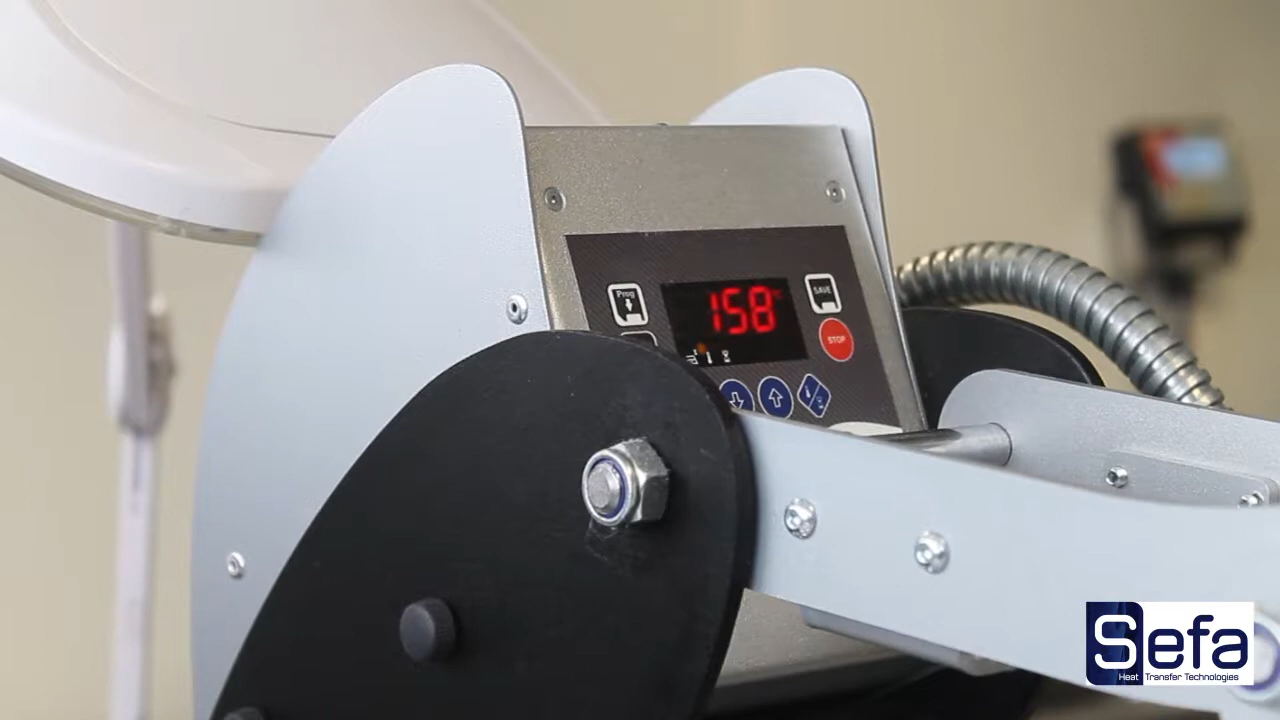 Prog
SAVE
158°C
STOP
Sefa
Heat Transfer Technologies